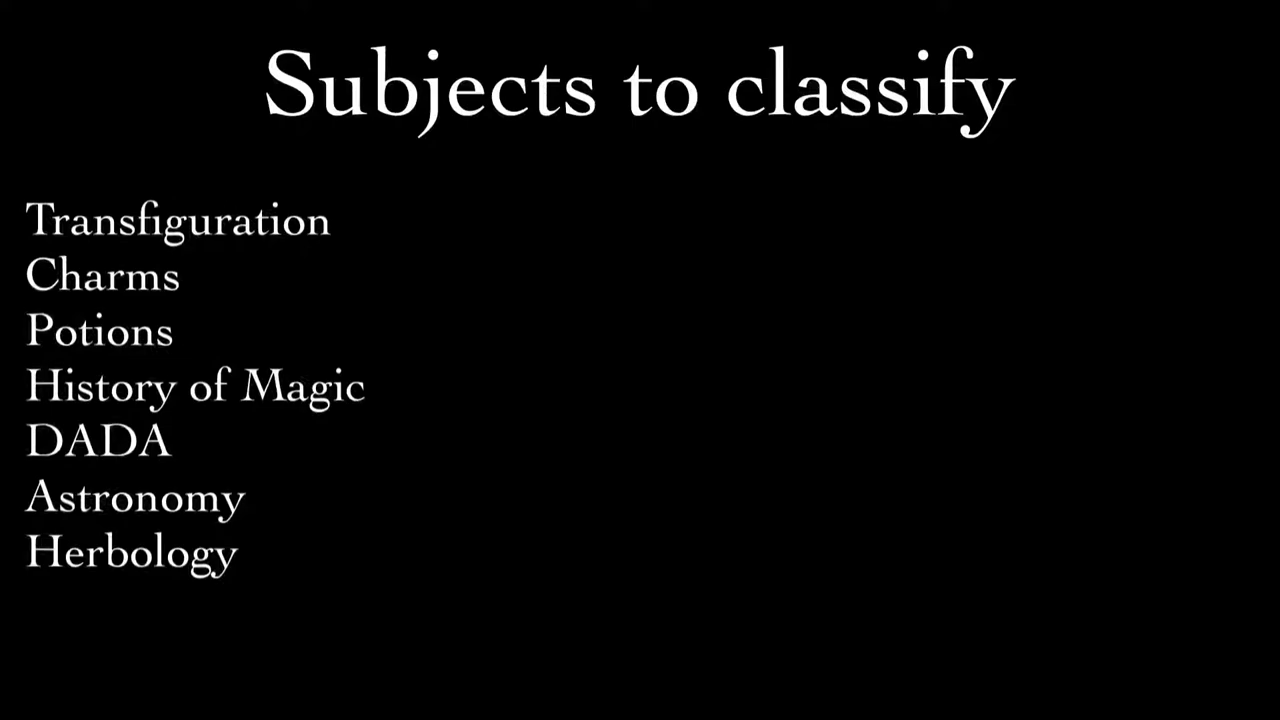 Subjects to classify
Transfiguration
Charms
Potions
History of Magic
DADA
Astronomy
Herbology